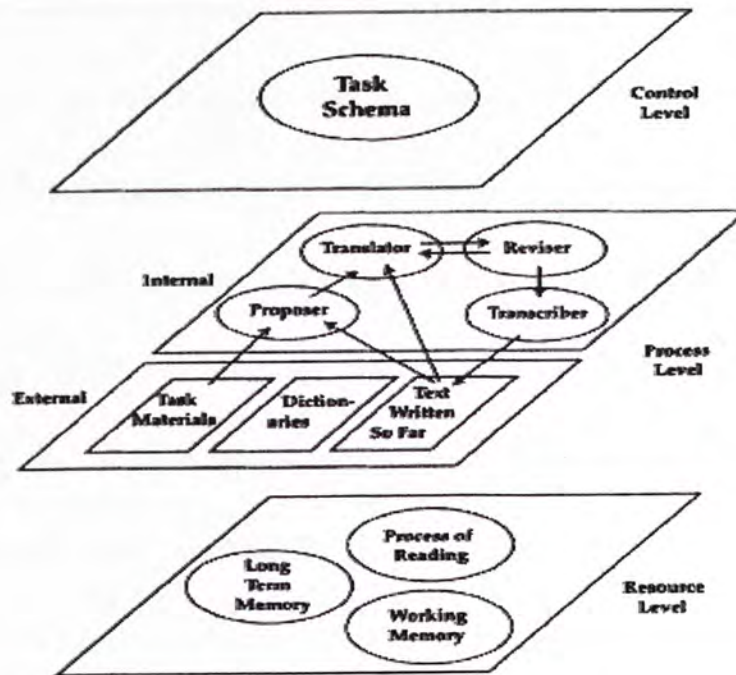 Task
Schema
Control
Level
Translator
Reviser
Internal
Proposer
Transcriber
Process
Level
External
Task
Materials
Diction-
aries
Text
Written
So Far
Process of
Reading
Long
Term
Memory
Working
Memory
Resource
Level